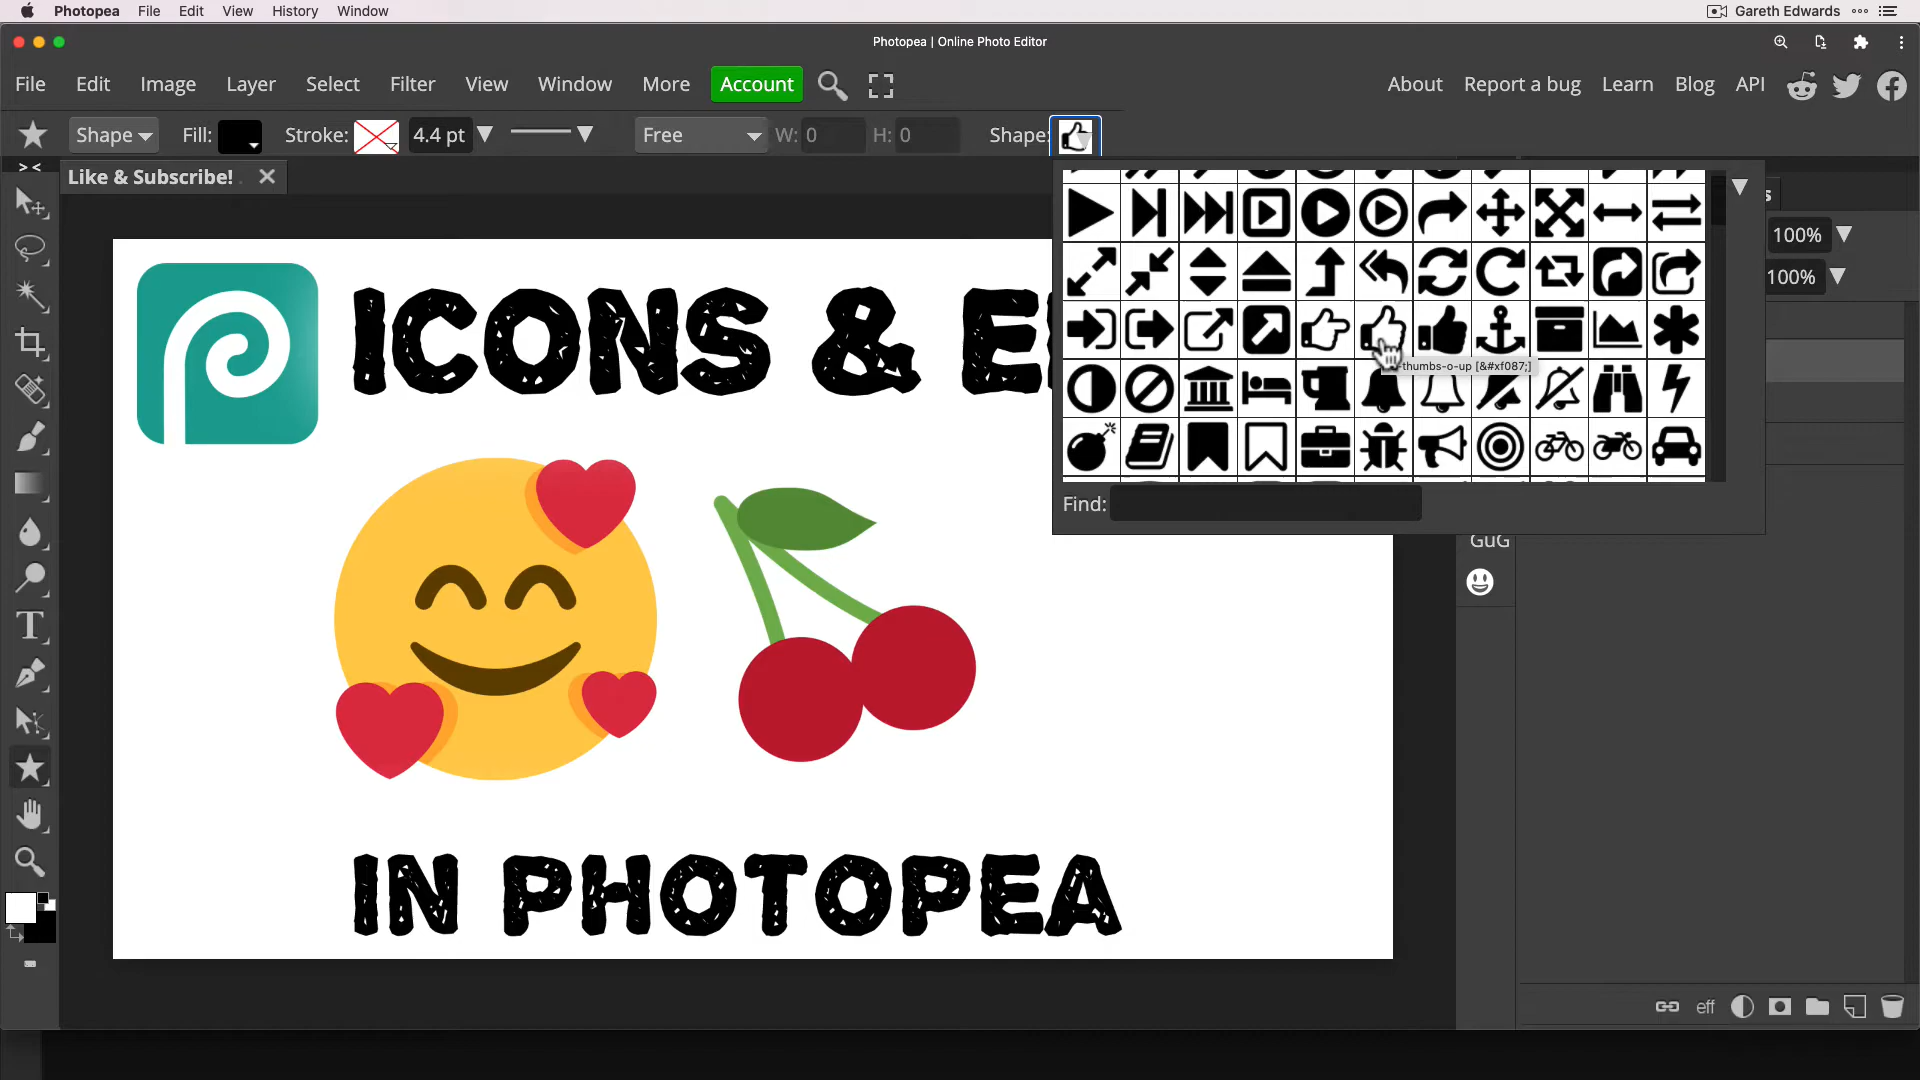 Photopea File Edit View History Window Gareth Edwards
Photopea | Online Photo Editor
File Edit Image Layer Select Filter View Window More Account About Report a bug Learn Blog API
Shape Fill: Stroke: 4.4 pt Free W: 0 H: 0 Shape:
> <
Like & Subscribe!
100%
100%
ICONS & E
-thumbs-o-up [&#xf087;]
Find:
GuG
T
IN PHOTOPEA
eff